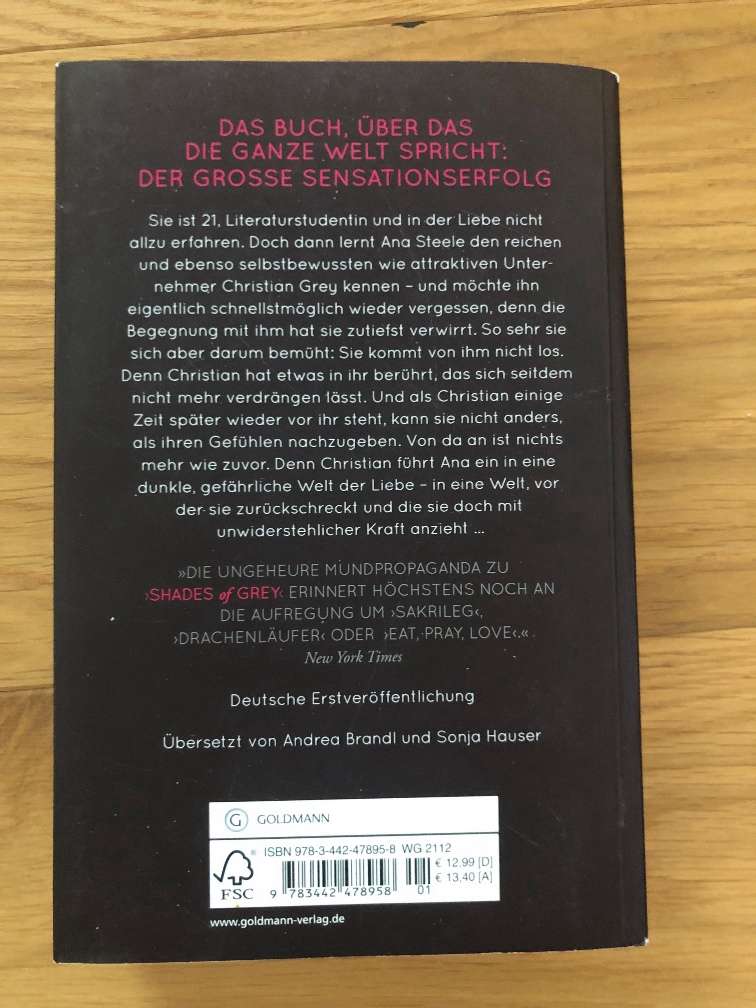 DAS BUCH, ÜBER DAS
DIE GANZE WELT SPRICHT:
DER GROSSE SENSATIONSERFOLG
Sie ist 21, Literaturstudentin und in der Liebe nicht
allzu erfahren. Doch dann lernt Ana Steele den reichen
und ebenso selbstbewussten wie attraktiven Unter-
nehmer Christian Grey kennen – und möchte ihn
eigentlich schnellstmöglich wieder vergessen, denn die
Begegnung mit ihm hat sie zutiefst verwirrt. So sehr sie
sich aber darum bemüht: Sie kommt von ihm nicht los.
Denn Christian hat etwas in ihr berührt, das sich seitdem
nicht mehr verdrängen lässt. Und als Christian einige
Zeit später wieder vor ihr steht, kann sie nicht anders,
als ihren Gefühlen nachzugeben. Von da an ist nichts
mehr wie zuvor. Denn Christian führt Ana ein in eine
dunkle, gefährliche Welt der Liebe – in eine Welt, vor
der sie zurückschreckt und die sie doch mit
unwiderstehlicher Kraft anzieht ...
»DIE UNGEHEURE MUNDPROPAGANDA ZU
›SHADES of GREY‹ ERINNERT HÖCHSTENS NOCH AN
DIE AUFREGUNG UM ›SAKRILEG‹,
›DRACHENLÄUFER‹ ODER ›EAT, PRAY, LOVE‹.«
New York Times
Deutsche Erstveröffentlichung
Übersetzt von Andrea Brandl und Sonja Hauser
G GOLDMANN
ISBN 978-3-442-47895-8 WG 2112
€ 12,99 [D]
€ 13,40 [A]
FSC®
9 783442 478958 01
www.goldmann-verlag.de